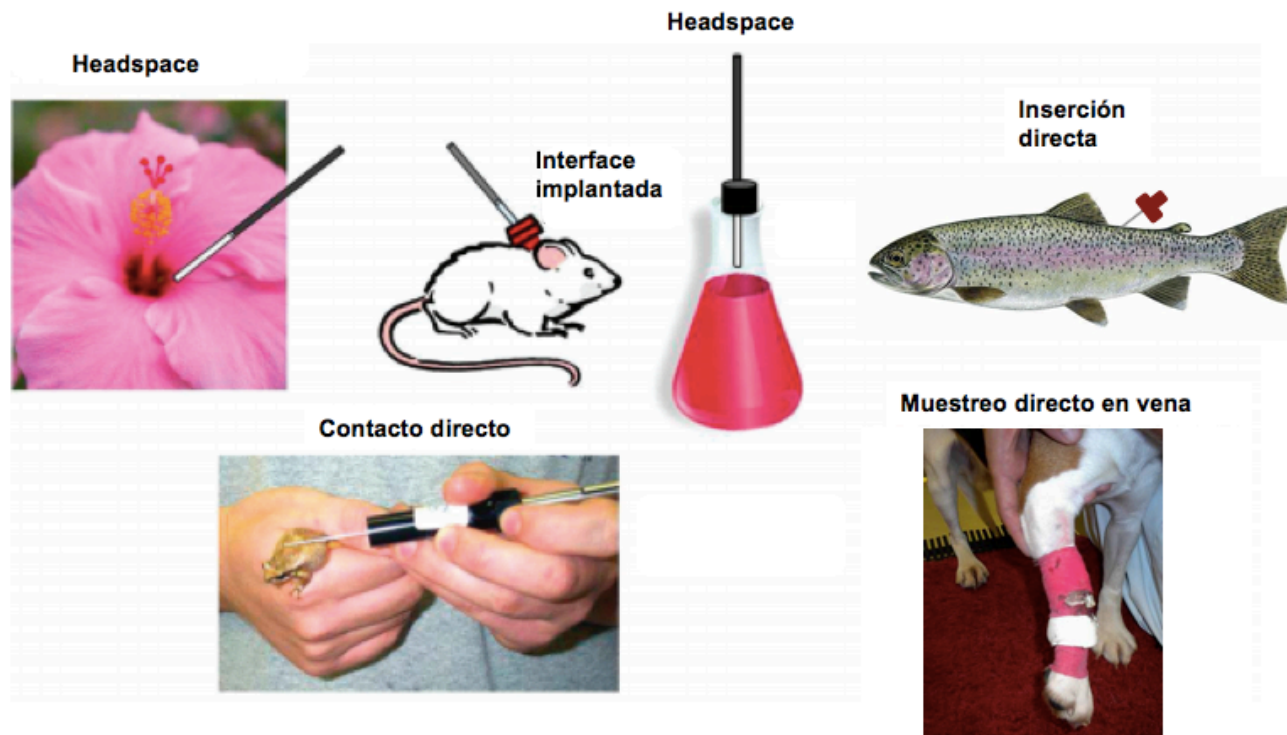 Headspace
Headspace
Interface
implantada
Inserción
directa
Contacto directo
Muestreo directo en vena